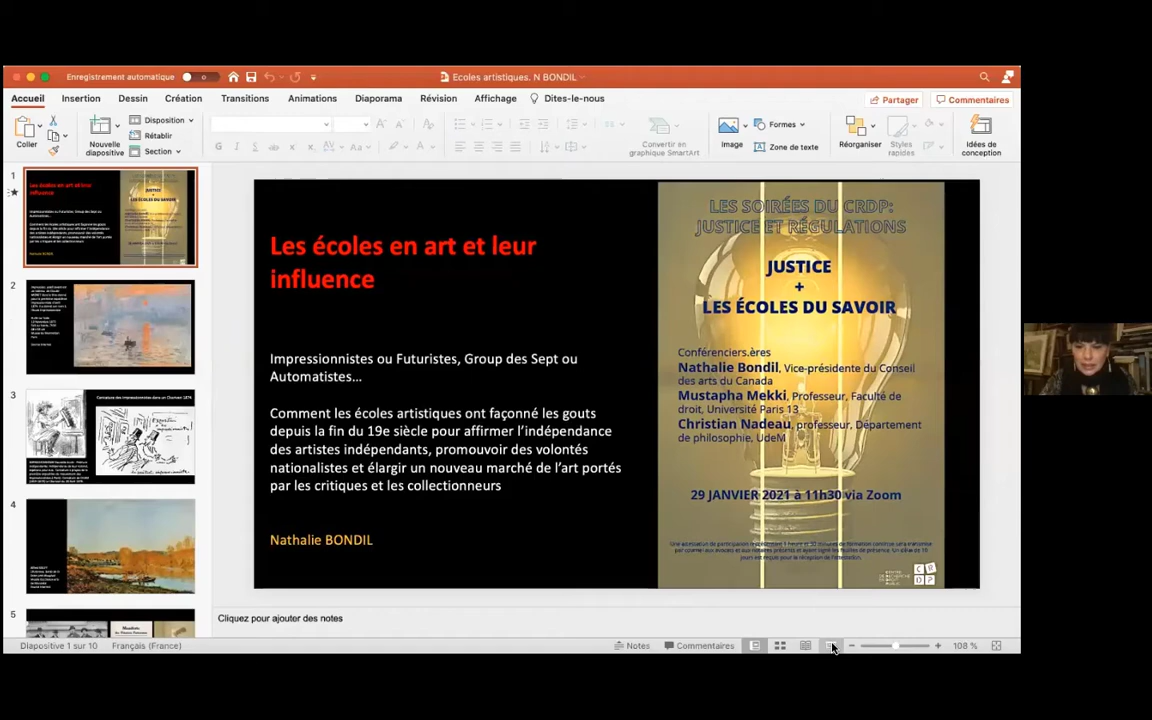 Enregistrement automatique
Ecoles artistiques. N BONDIL
Accueil
Insertion
Dessin
Création
Transitions
Animations
Diaporama
Révision
Affichage
Dites-le-nous
Partager
Commentaires
Coller
Nouvelle
diapositive
Disposition
Rétablir
Section
Convertir en
graphique SmartArt
Image
Formes
Zone de texte
Réorganiser
Styles
rapides
Idées de
conception
1
2
3
4
5
Les écoles en art et leur
influence
Impressionnistes ou Futuristes, Group des Sept ou
Automatistes…
Comment les écoles artistiques ont façonné les gouts
depuis la fin du 19e siècle pour affirmer l’indépendance
des artistes indépendants, promouvoir des volontés
nationalistes et élargir un nouveau marché de l’art portés
par les critiques et les collectionneurs
Nathalie BONDIL
LES SOIRÉES DU CRDP:
JUSTICE ET RÉGULATIONS
JUSTICE
+
LES ÉCOLES DU SAVOIR
Conférenciers.ères
Nathalie Bondil, Vice-présidente du Conseil
des arts du Canada
Mustapha Mekki, Professeur, Faculté de
droit, Université Paris 13
Christian Nadeau, professeur, Département
de philosophie, UdeM
29 JANVIER 2021 à 11h30 via Zoom
Cliquez pour ajouter des notes
Diapositive 1 sur 10
Français (France)
Notes
Commentaires
108 %